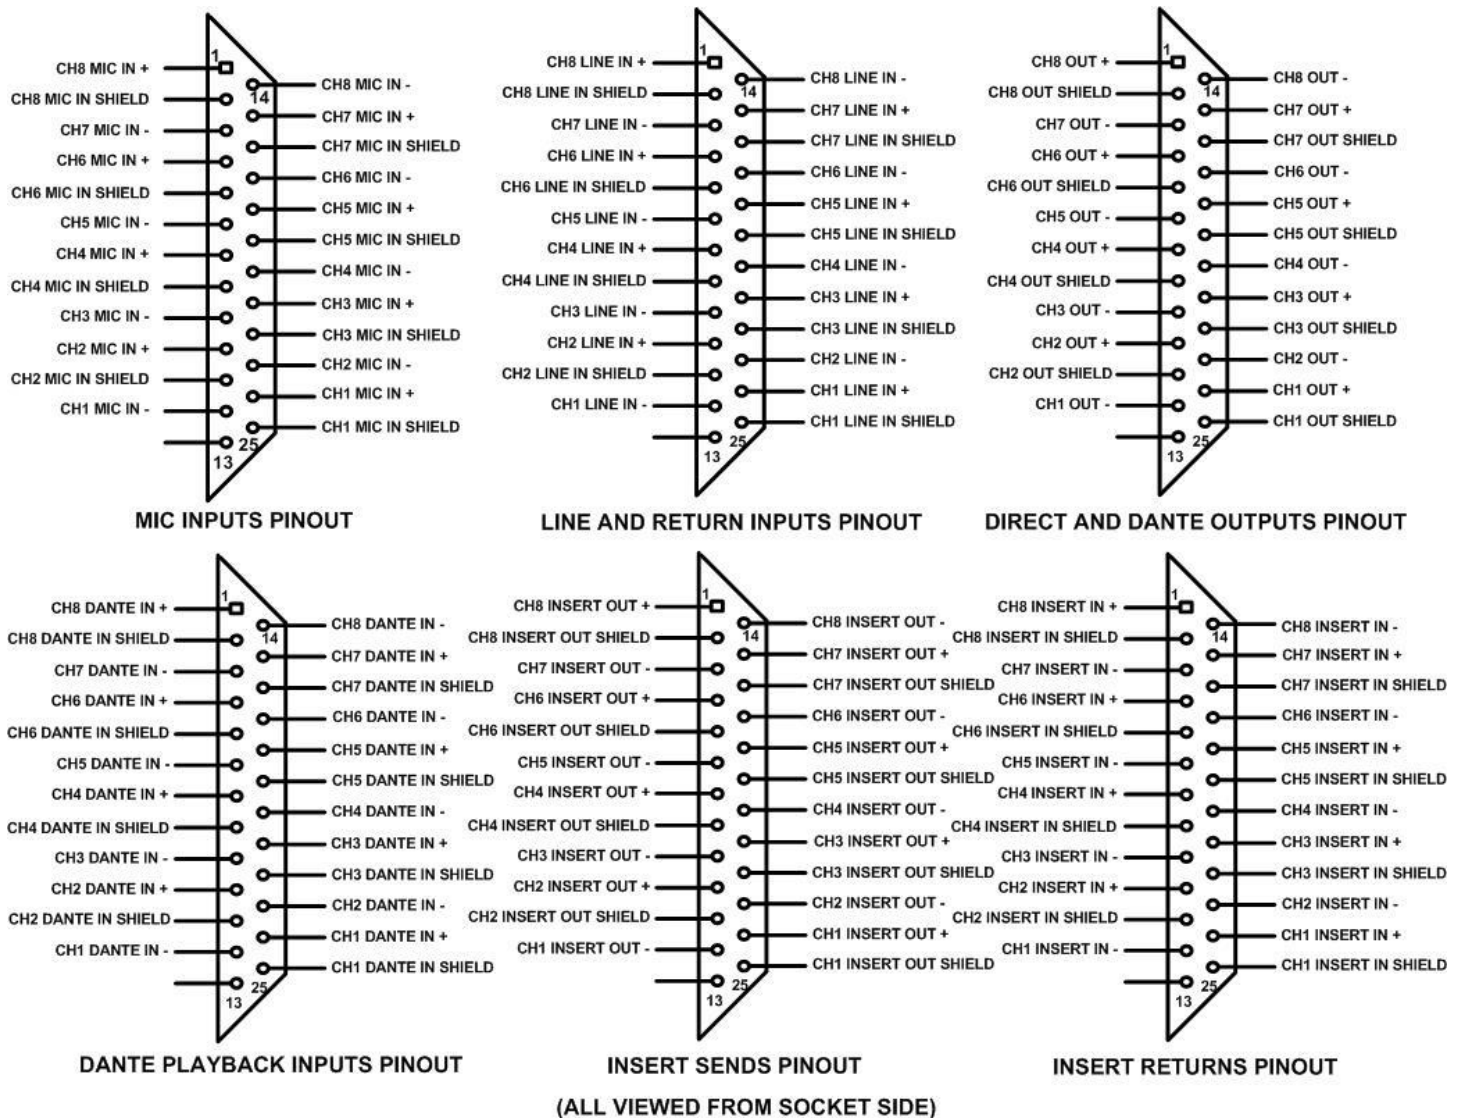 1
CH8 MIC IN +
CH8 MIC IN -
14
CH8 MIC IN SHIELD
CH7 MIC IN +
CH7 MIC IN -
CH7 MIC IN SHIELD
CH6 MIC IN +
CH6 MIC IN -
CH6 MIC IN SHIELD
CH5 MIC IN +
CH5 MIC IN -
CH5 MIC IN SHIELD
CH4 MIC IN +
CH4 MIC IN -
CH4 MIC IN SHIELD
CH3 MIC IN +
CH3 MIC IN -
CH3 MIC IN SHIELD
CH2 MIC IN +
CH2 MIC IN -
CH2 MIC IN SHIELD
CH1 MIC IN +
CH1 MIC IN -
CH1 MIC IN SHIELD
25
13
MIC INPUTS PINOUT
1
CH8 LINE IN +
CH8 LINE IN -
14
CH8 LINE IN SHIELD
CH7 LINE IN +
CH7 LINE IN -
CH7 LINE IN SHIELD
CH6 LINE IN +
CH6 LINE IN -
CH6 LINE IN SHIELD
CH5 LINE IN +
CH5 LINE IN -
CH5 LINE IN SHIELD
CH4 LINE IN +
CH4 LINE IN -
CH4 LINE IN SHIELD
CH3 LINE IN +
CH3 LINE IN -
CH3 LINE IN SHIELD
CH2 LINE IN +
CH2 LINE IN -
CH2 LINE IN SHIELD
CH1 LINE IN +
CH1 LINE IN -
CH1 LINE IN SHIELD
25
13
LINE AND RETURN INPUTS PINOUT
1
CH8 OUT +
CH8 OUT -
14
CH8 OUT SHIELD
CH7 OUT +
CH7 OUT -
CH7 OUT SHIELD
CH6 OUT +
CH6 OUT -
CH6 OUT SHIELD
CH5 OUT +
CH5 OUT -
CH5 OUT SHIELD
CH4 OUT +
CH4 OUT -
CH4 OUT SHIELD
CH3 OUT +
CH3 OUT -
CH3 OUT SHIELD
CH2 OUT +
CH2 OUT -
CH2 OUT SHIELD
CH1 OUT +
CH1 OUT -
CH1 OUT SHIELD
25
13
DIRECT AND DANTE OUTPUTS PINOUT
1
CH8 DANTE IN +
CH8 DANTE IN -
14
CH8 DANTE IN SHIELD
CH7 DANTE IN +
CH7 DANTE IN -
CH7 DANTE IN SHIELD
CH6 DANTE IN +
CH6 DANTE IN -
CH6 DANTE IN SHIELD
CH5 DANTE IN +
CH5 DANTE IN -
CH5 DANTE IN SHIELD
CH4 DANTE IN +
CH4 DANTE IN -
CH4 DANTE IN SHIELD
CH3 DANTE IN +
CH3 DANTE IN -
CH3 DANTE IN SHIELD
CH2 DANTE IN +
CH2 DANTE IN -
CH2 DANTE IN SHIELD
CH1 DANTE IN +
CH1 DANTE IN -
CH1 DANTE IN SHIELD
25
13
DANTE PLAYBACK INPUTS PINOUT
1
CH8 INSERT OUT +
CH8 INSERT OUT -
14
CH8 INSERT OUT SHIELD
CH7 INSERT OUT +
CH7 INSERT OUT -
CH7 INSERT OUT SHIELD
CH6 INSERT OUT +
CH6 INSERT OUT -
CH6 INSERT OUT SHIELD
CH5 INSERT OUT +
CH5 INSERT OUT -
CH5 INSERT OUT SHIELD
CH4 INSERT OUT +
CH4 INSERT OUT -
CH4 INSERT OUT SHIELD
CH3 INSERT OUT +
CH3 INSERT OUT -
CH3 INSERT OUT SHIELD
CH2 INSERT OUT +
CH2 INSERT OUT -
CH2 INSERT OUT SHIELD
CH1 INSERT OUT +
CH1 INSERT OUT -
CH1 INSERT OUT SHIELD
25
13
INSERT SENDS PINOUT
1
CH8 INSERT IN +
CH8 INSERT IN -
14
CH8 INSERT IN SHIELD
CH7 INSERT IN +
CH7 INSERT IN -
CH7 INSERT IN SHIELD
CH6 INSERT IN +
CH6 INSERT IN -
CH6 INSERT IN SHIELD
CH5 INSERT IN +
CH5 INSERT IN -
CH5 INSERT IN SHIELD
CH4 INSERT IN +
CH4 INSERT IN -
CH4 INSERT IN SHIELD
CH3 INSERT IN +
CH3 INSERT IN -
CH3 INSERT IN SHIELD
CH2 INSERT IN +
CH2 INSERT IN -
CH2 INSERT IN SHIELD
CH1 INSERT IN +
CH1 INSERT IN -
CH1 INSERT IN SHIELD
25
13
INSERT RETURNS PINOUT
(ALL VIEWED FROM SOCKET SIDE)